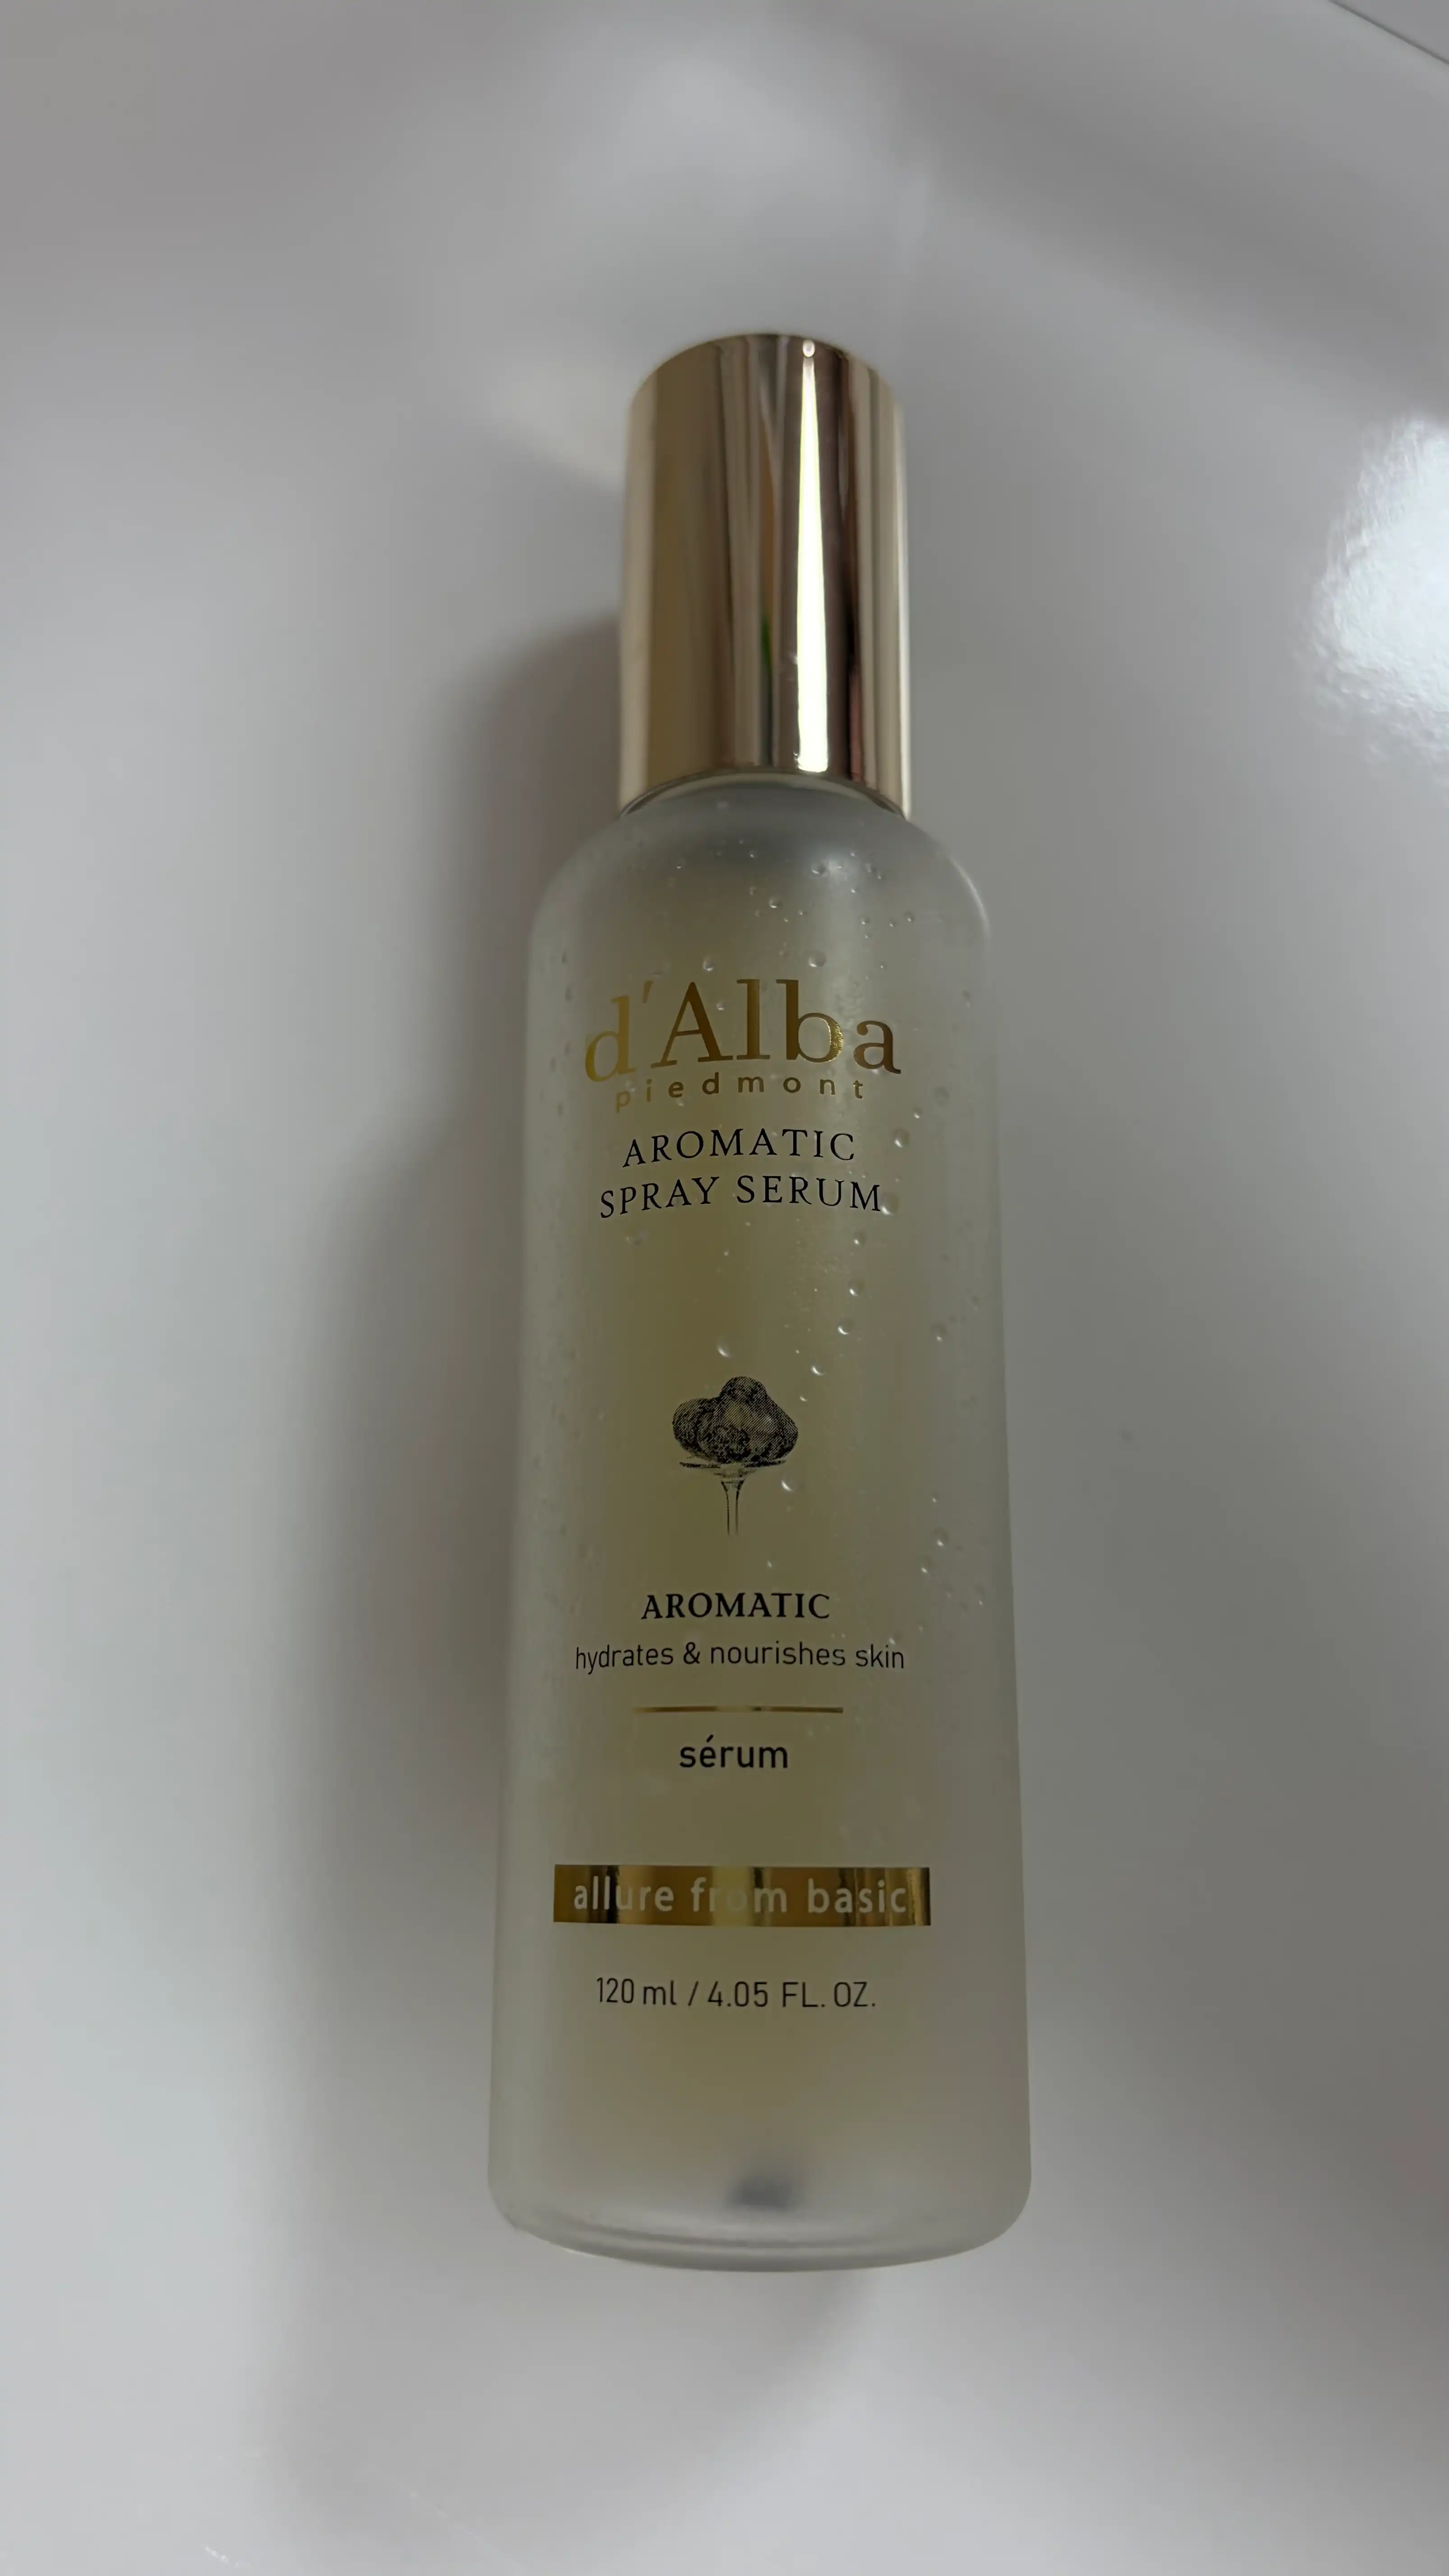 d'Alba
piedmont
AROMATIC
SPRAY SERUM
AROMATIC
hydrates & nourishes skin
sérum
allure from basic
120 ml / 4.05 FL. OZ.